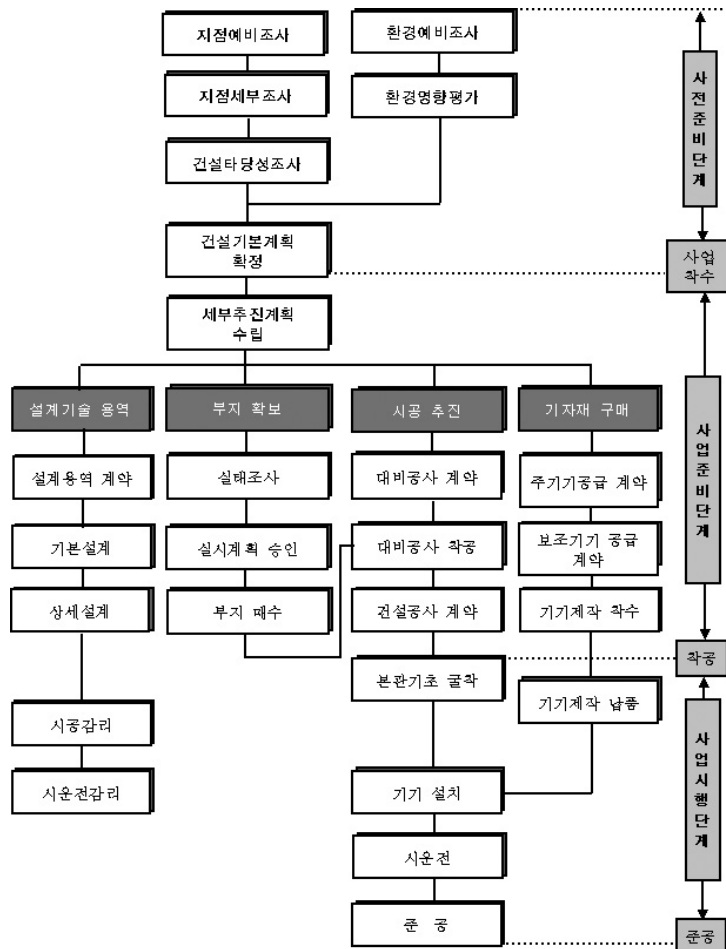 지점예비조사
환경예비조사
지점세부조사
환경영향평가
건설타당성조사
건설기본계획
확정
세부추진계획
수립
설계기술 용역
부지 확보
시공 추진
기자재 구매
설계용역 계약
실태조사
대비공사 계약
주기기공급 계약
기본설계
실시계획 승인
대비공사 착공
보조기기 공급
계약
상세설계
부지 매수
건설공사 계약
기기제작 착수
본관기초 굴착
시공감리
기기제작 납품
시운전감리
기기 설치
시운전
준 공
사전준비단계
사업
착수
사업준비단계
착공
사업시행단계
준공